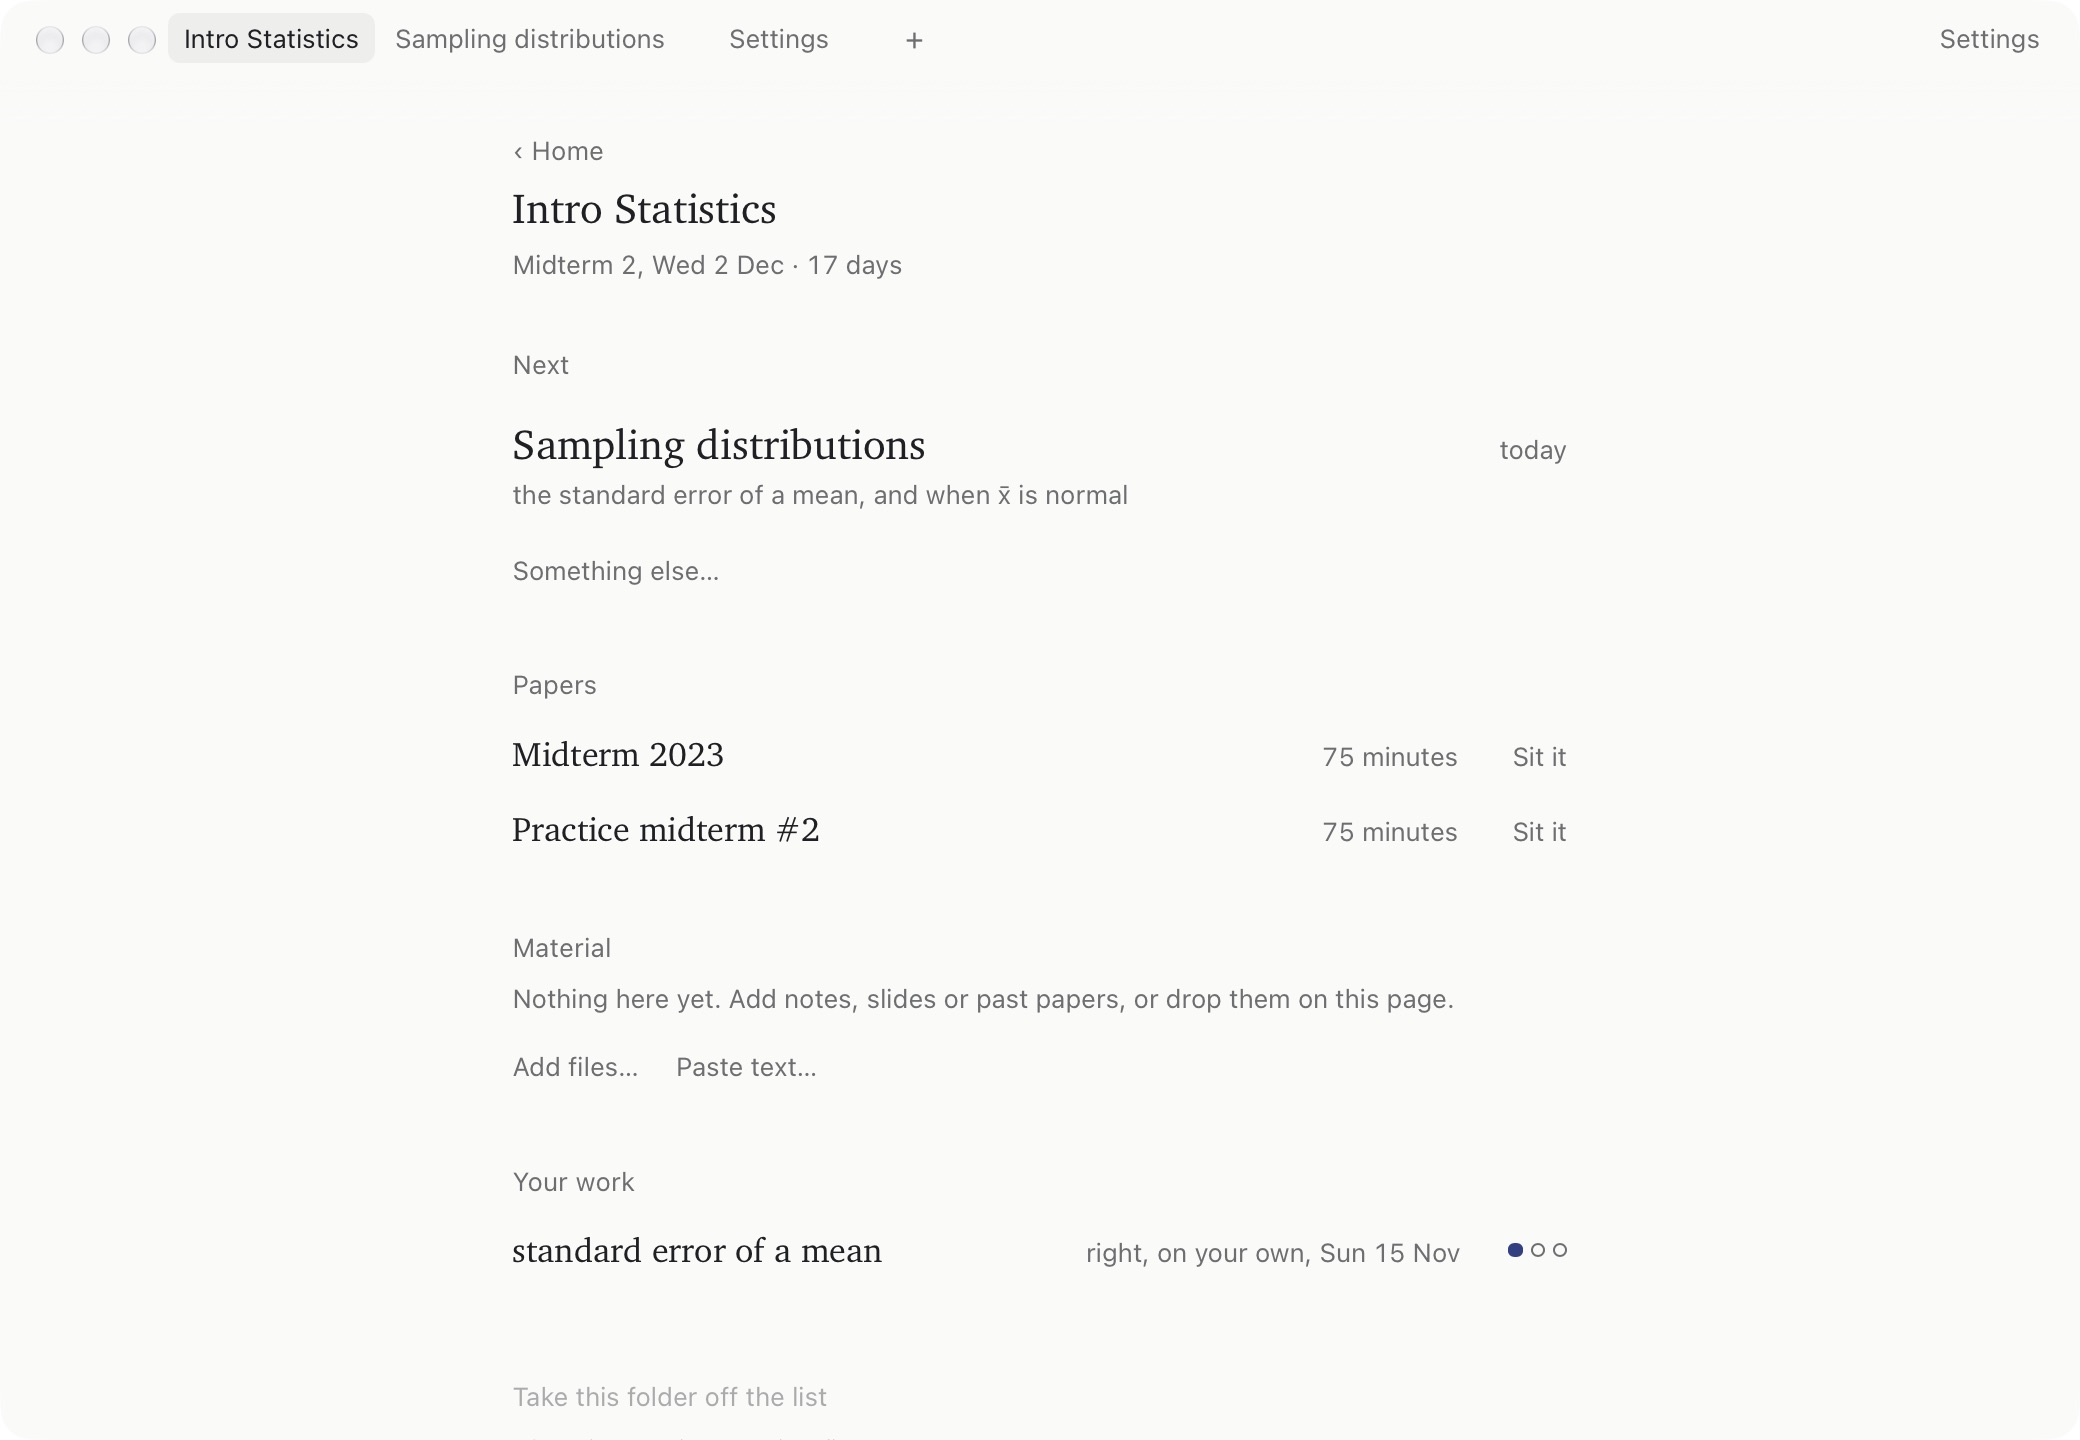 Intro Statistics Sampling distributions Settings + Settings
‹ Home
Intro Statistics
Midterm 2, Wed 2 Dec · 17 days
Next
Sampling distributions today
the standard error of a mean, and when x̄ is normal
Something else…
Papers
Midterm 2023 75 minutes Sit it
Practice midterm #2 75 minutes Sit it
Material
Nothing here yet. Add notes, slides or past papers, or drop them on this page.
Add files… Paste text…
Your work
standard error of a mean right, on your own, Sun 15 Nov
Take this folder off the list